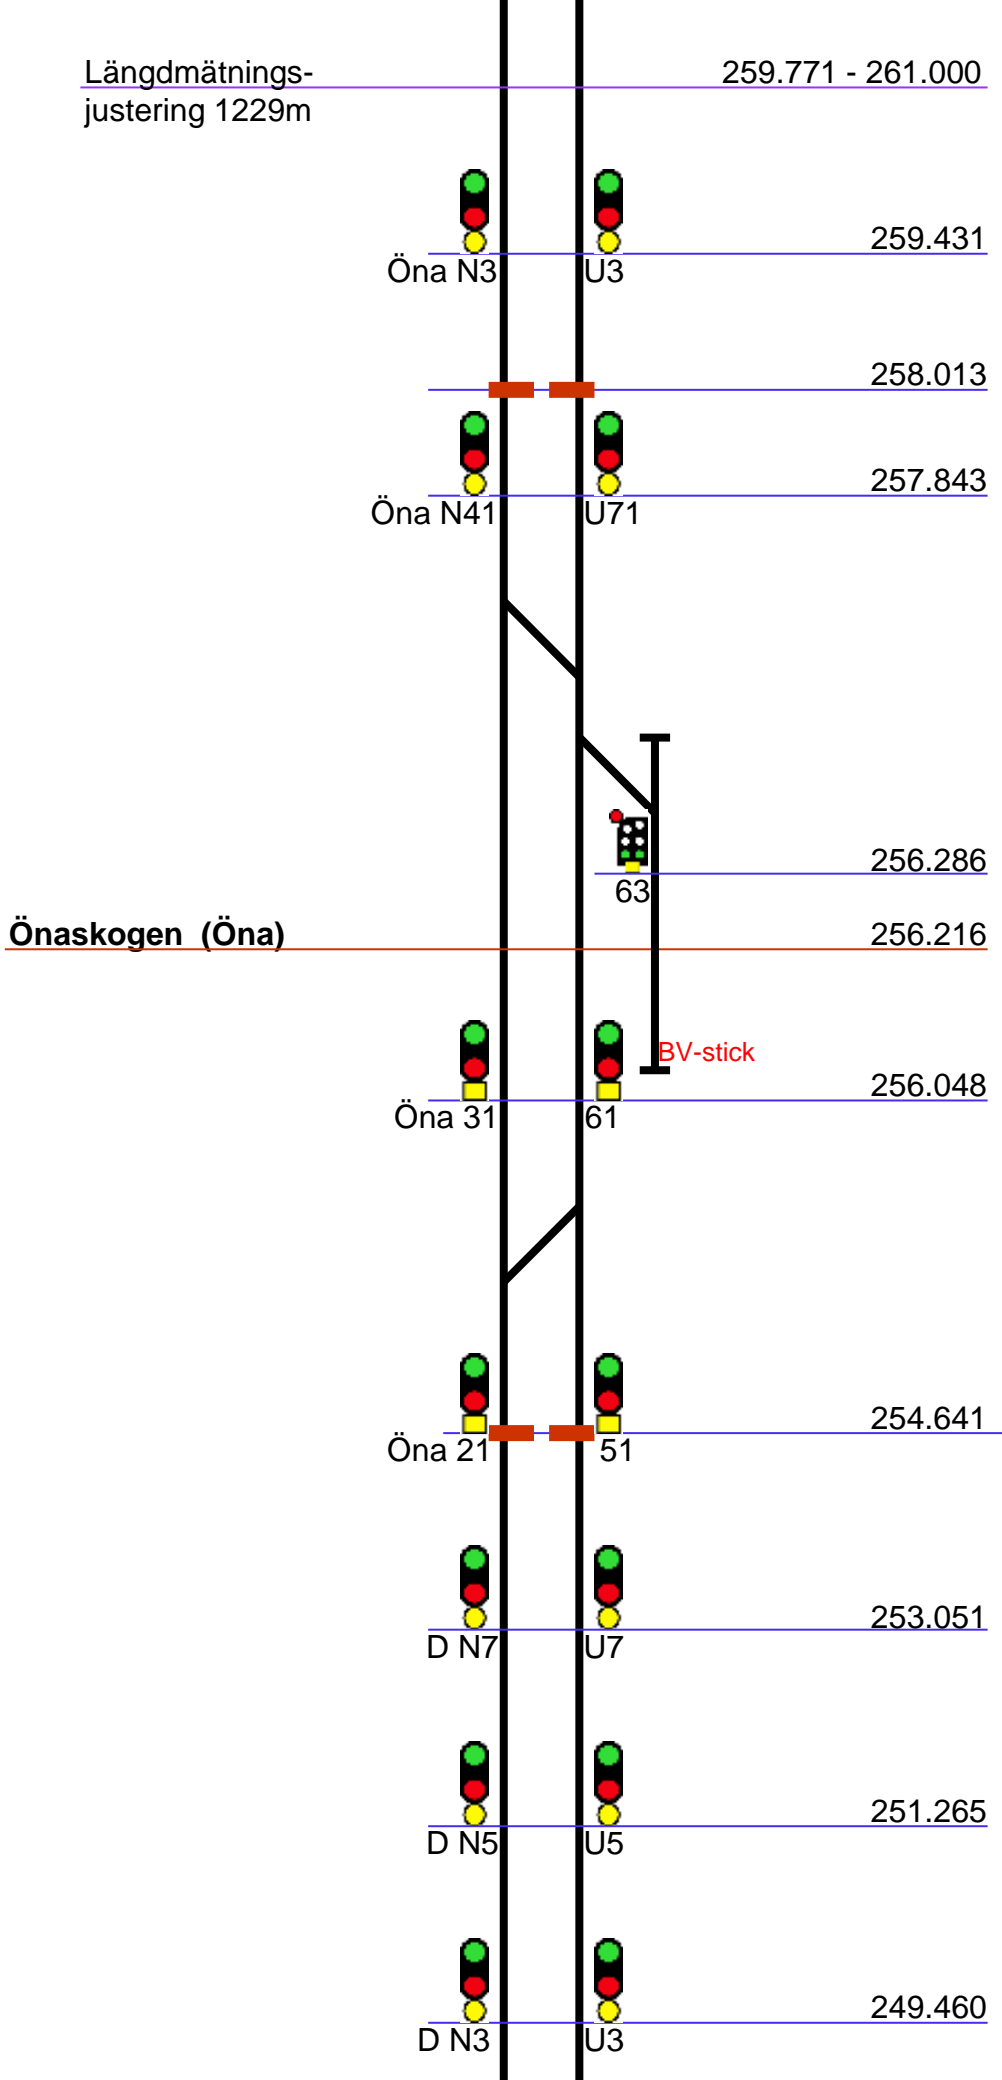 Längdmätnings-
justering 1229m
259.771 - 261.000
259.431
Öna N3
U3
258.013
257.843
Öna N41
U71
256.286
63
Önaskogen (Öna)
256.216
BV-stick
256.048
Öna 31
61
254.641
Öna 21
51
253.051
D N7
U7
251.265
D N5
U5
249.460
D N3
U3